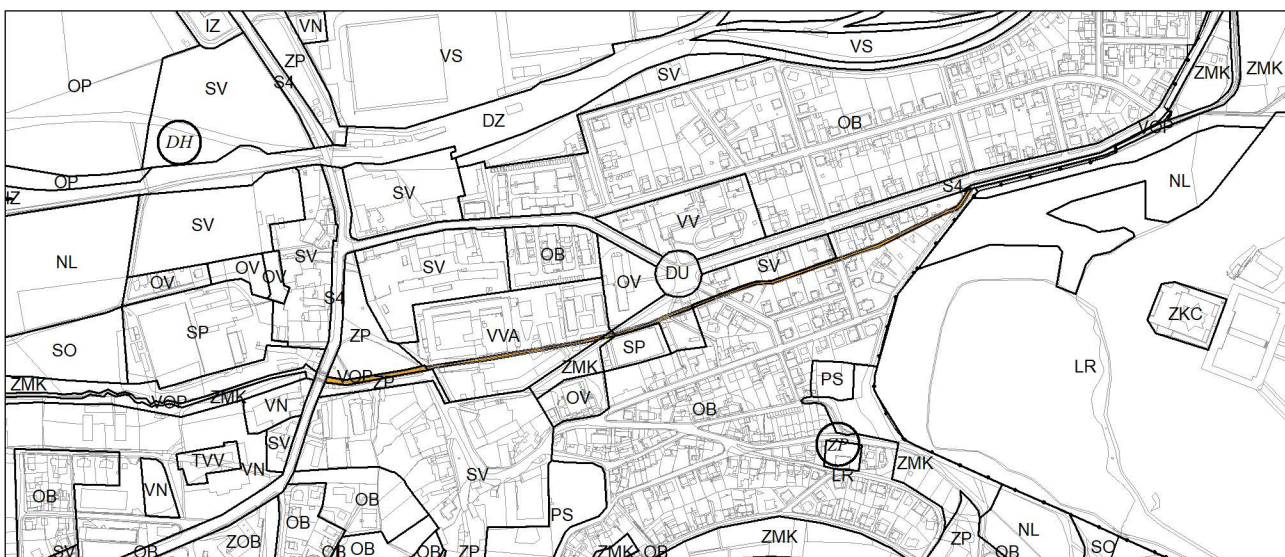 IZ
VN
ZP
VS
VS
OP
SV
S4
SV
ZMK
ZMK
DH
DZ
OB
VOP
OP
IZ
SV
S4
NL
SV
VV
NL
SV
SV
OB
DU
SV
OV
OV
OV
OV
S4
SP
ZP
VVA
SP
ZKC
SO
ZMK
LR
ZMK
VOP
ZP
PS
VOP
ZMK
VN
OV
OB
SV
ZP
TVV
VN
SV
LR
ZMK
OB
VN
OB
OB
PS
SV
OB
ZOB
OB
OB
OB
ZP
ZMK
OB
ZMK
ZP
NL
OB
SO